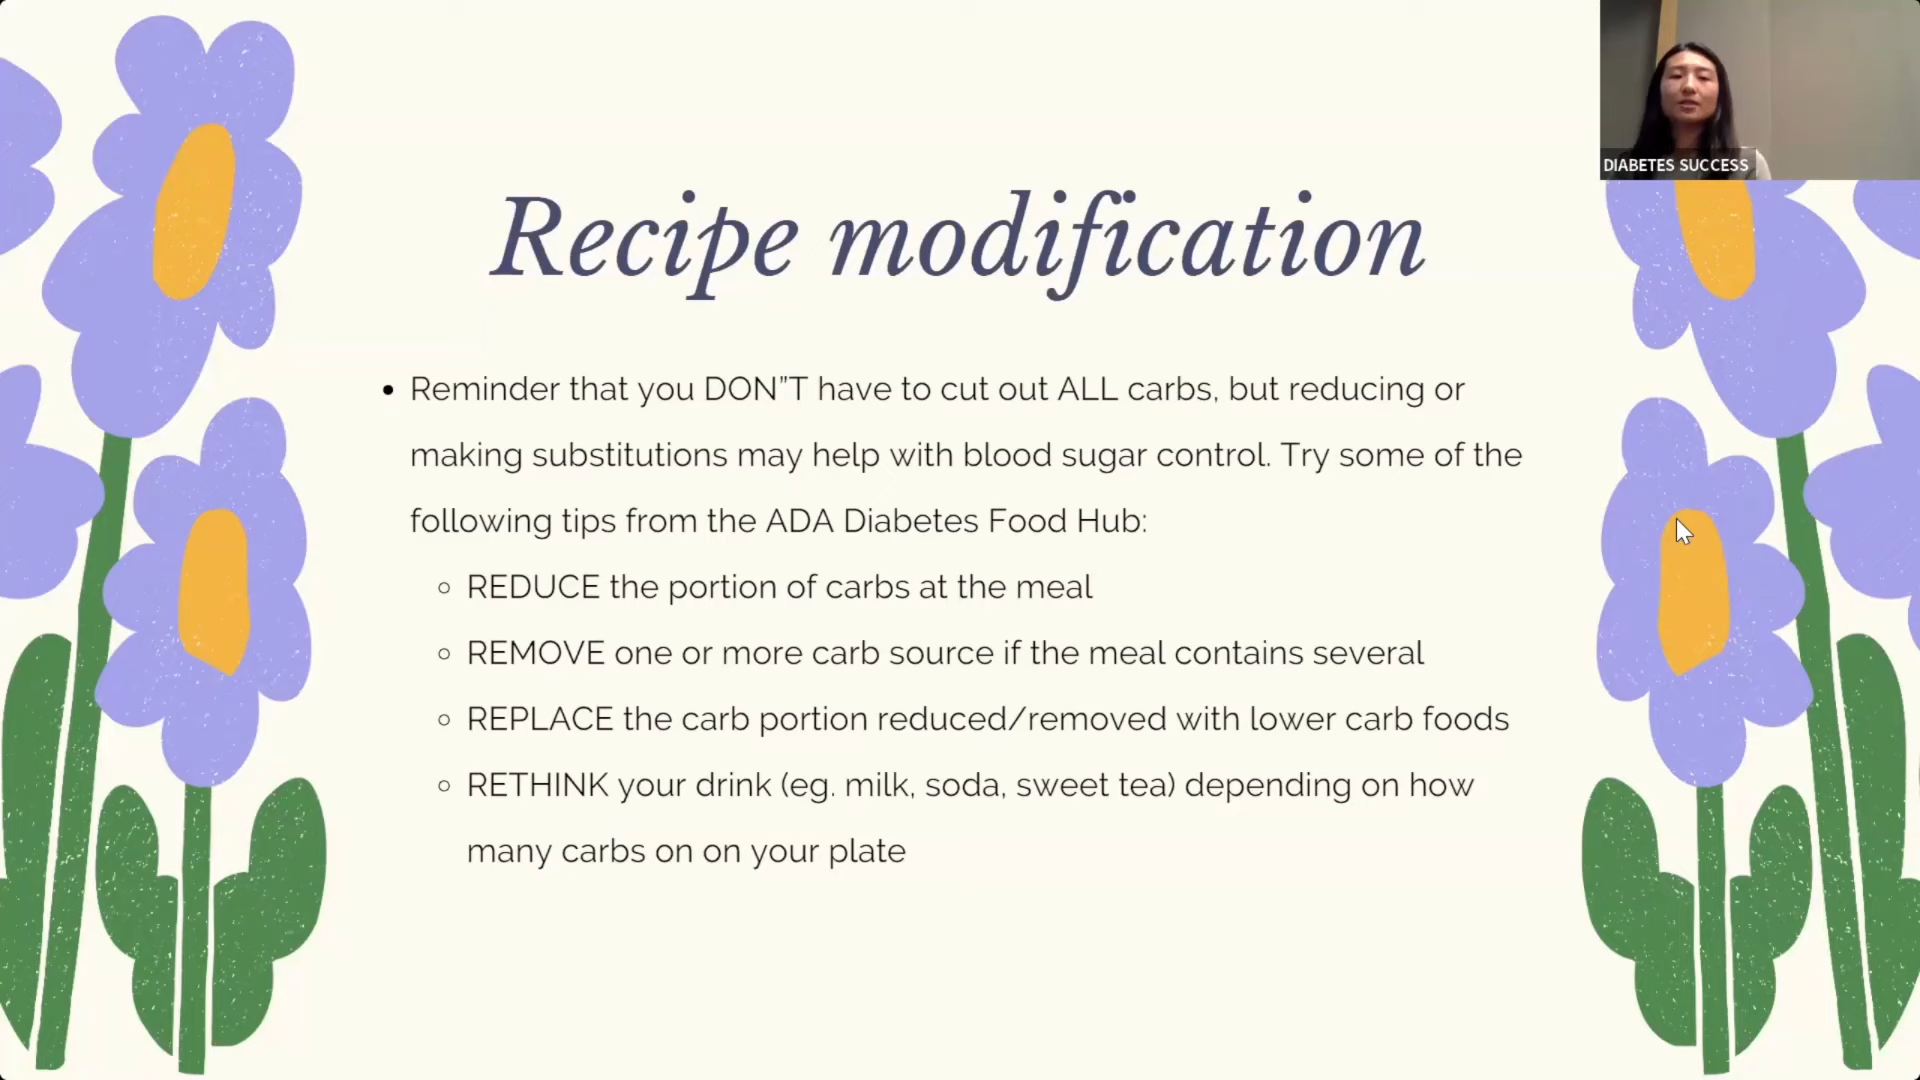 DIABETES SUCCESS
Recipe modification
• Reminder that you DON”T have to cut out ALL carbs, but reducing or
making substitutions may help with blood sugar control. Try some of the
following tips from the ADA Diabetes Food Hub:
◦ REDUCE the portion of carbs at the meal
◦ REMOVE one or more carb source if the meal contains several
◦ REPLACE the carb portion reduced/removed with lower carb foods
◦ RETHINK your drink (eg. milk, soda, sweet tea) depending on how
many carbs on on your plate